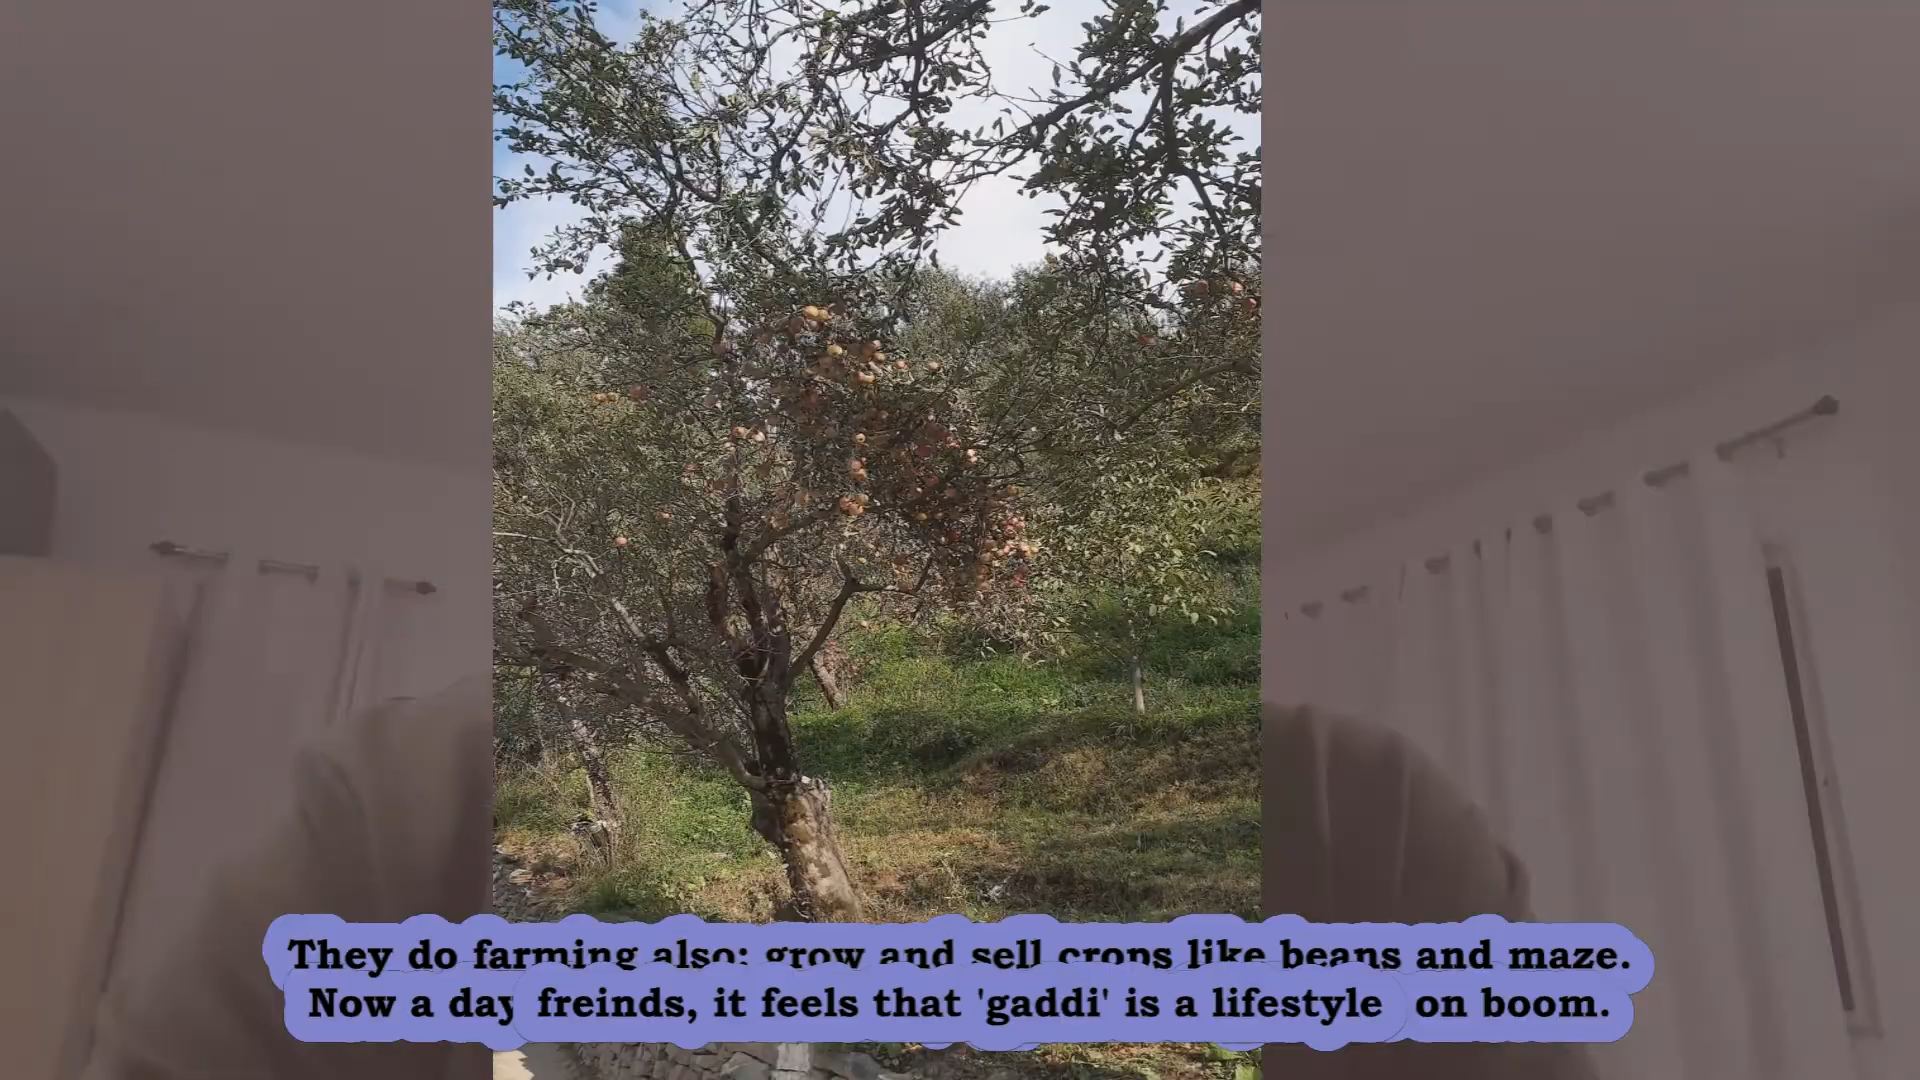 They do farming also; grow and sell crops like beans and maze.
Now a day freinds, it feels that 'gaddi' is a lifestyle on boom.